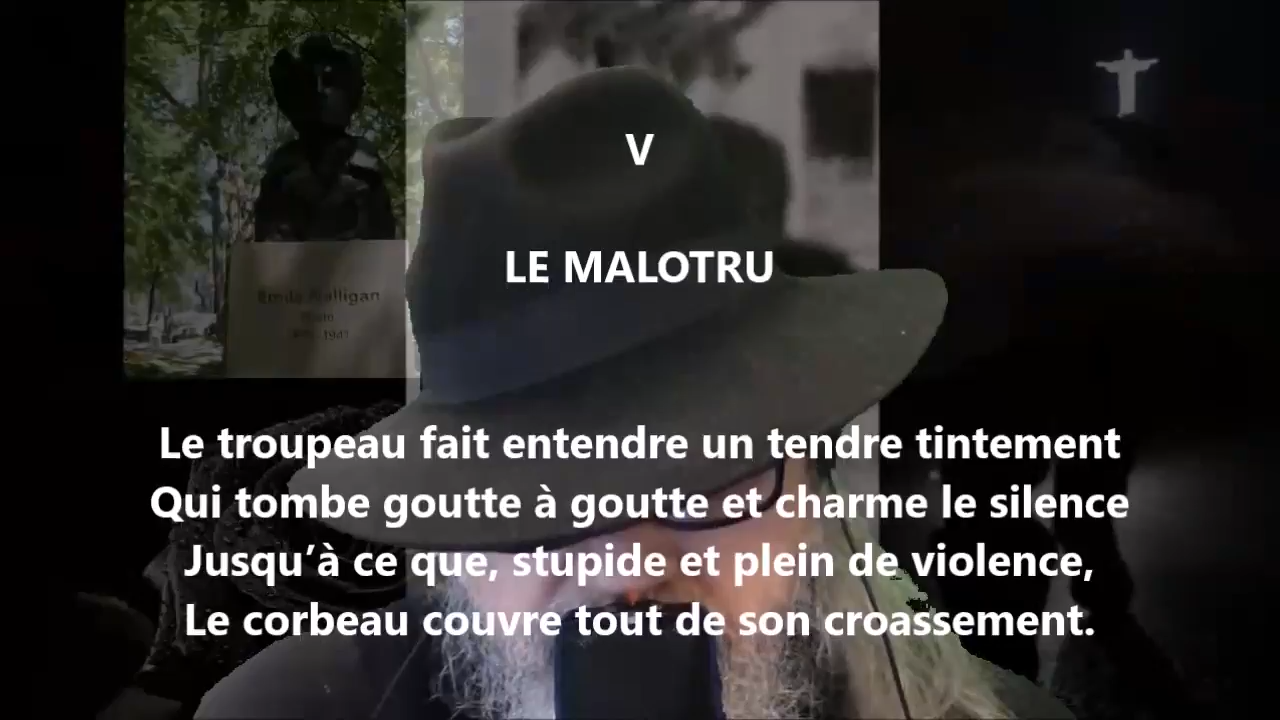 V
LE MALOTRU
Emile Nelligan
Le troupeau fait entendre un tendre tintement
Qui tombe goutte à goutte et charme le silence
Jusqu’à ce que, stupide et plein de violence,
Le corbeau couvre tout de son croassement.